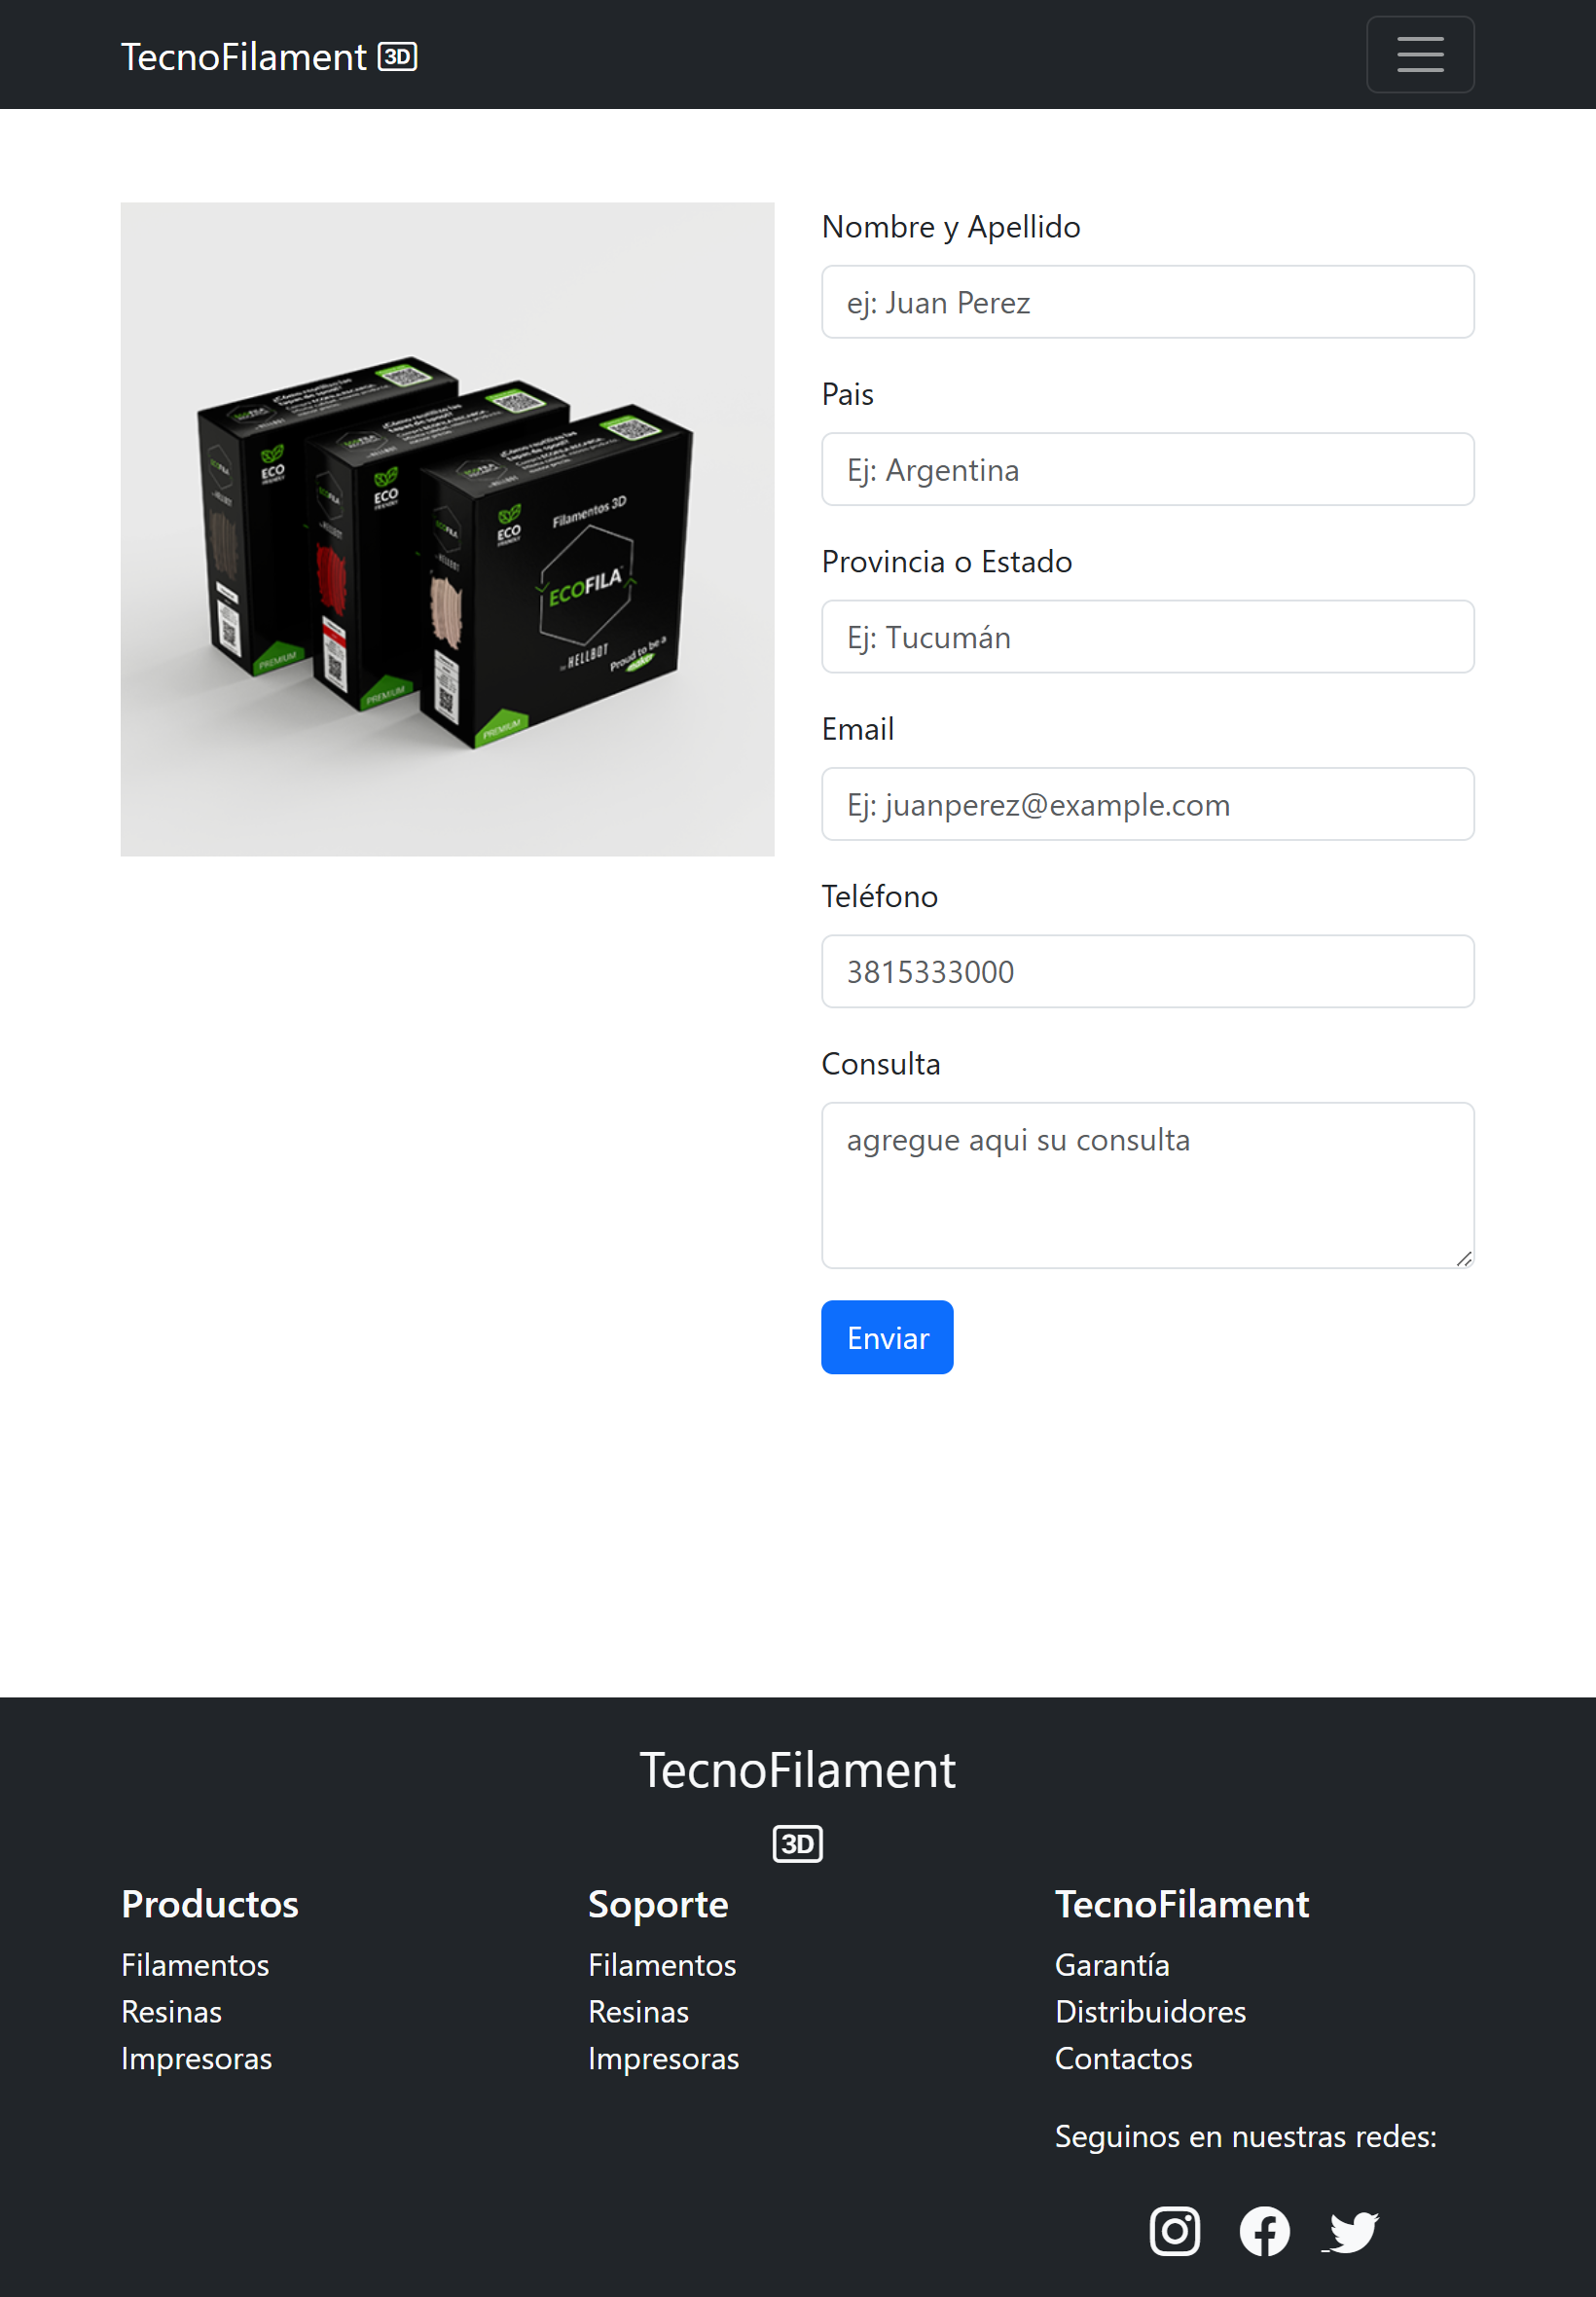 TecnoFilament 3D
ECO
FRIENDLY
ECO
FRIENDLY
ECO
FRIENDLY
Filamentos 3D
ECOFILA
HELLBOT
Proud to be a
maker
PREMIUM
PREMIUM
PREMIUM
Nombre y Apellido
ej: Juan Perez
Pais
Ej: Argentina
Provincia o Estado
Ej: Tucumán
Email
Ej: juanperez@example.com
Teléfono
3815333000
Consulta
agregue aqui su consulta
Enviar
TecnoFilament
3D
Productos
Filamentos
Resinas
Impresoras
Soporte
Filamentos
Resinas
Impresoras
TecnoFilament
Garantía
Distribuidores
Contactos
Seguinos en nuestras redes: